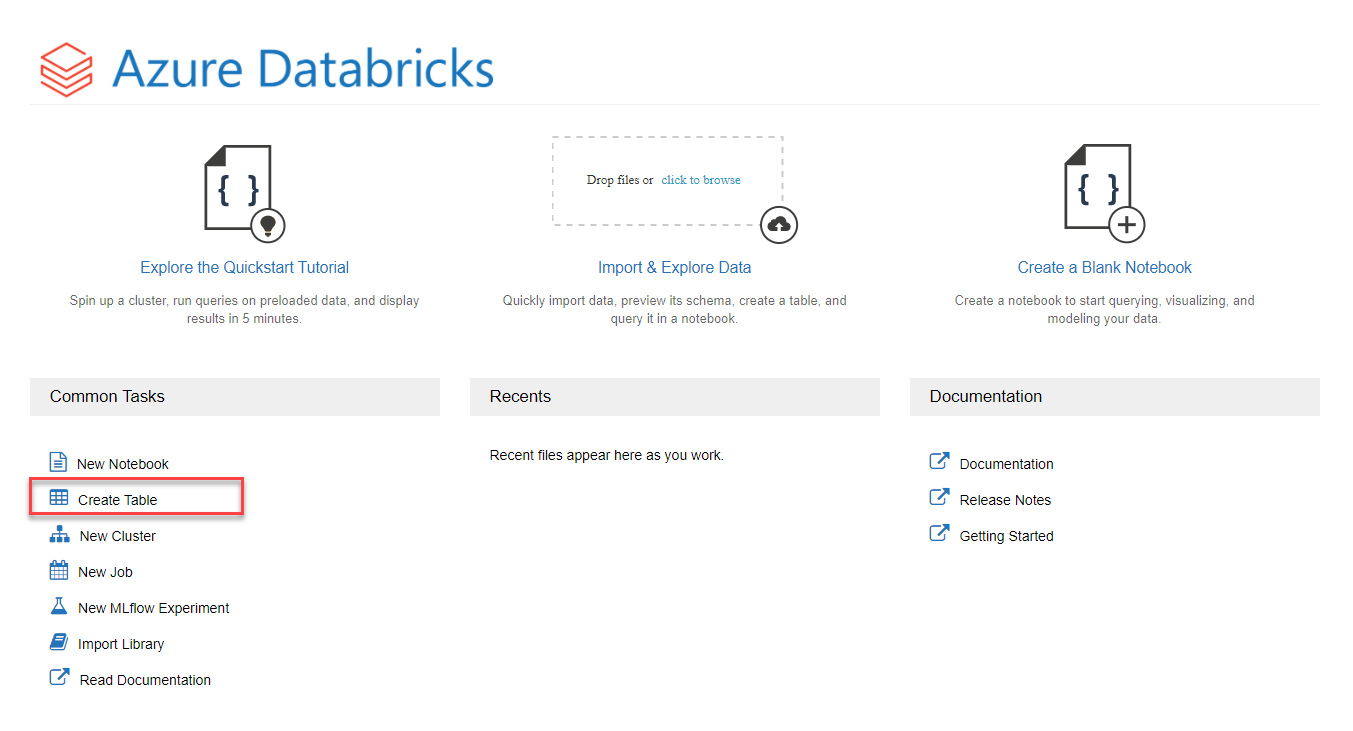 Azure Databricks
{ }
Drop files or click to browse
{ }
Explore the Quickstart Tutorial
Spin up a cluster, run queries on preloaded data, and display
results in 5 minutes.
Import & Explore Data
Quickly import data, preview its schema, create a table, and
query it in a notebook.
Create a Blank Notebook
Create a notebook to start querying, visualizing, and
modeling your data.
Common Tasks
New Notebook
Create Table
New Cluster
New Job
New MLflow Experiment
Import Library
Read Documentation
Recents
Recent files appear here as you work.
Documentation
Documentation
Release Notes
Getting Started